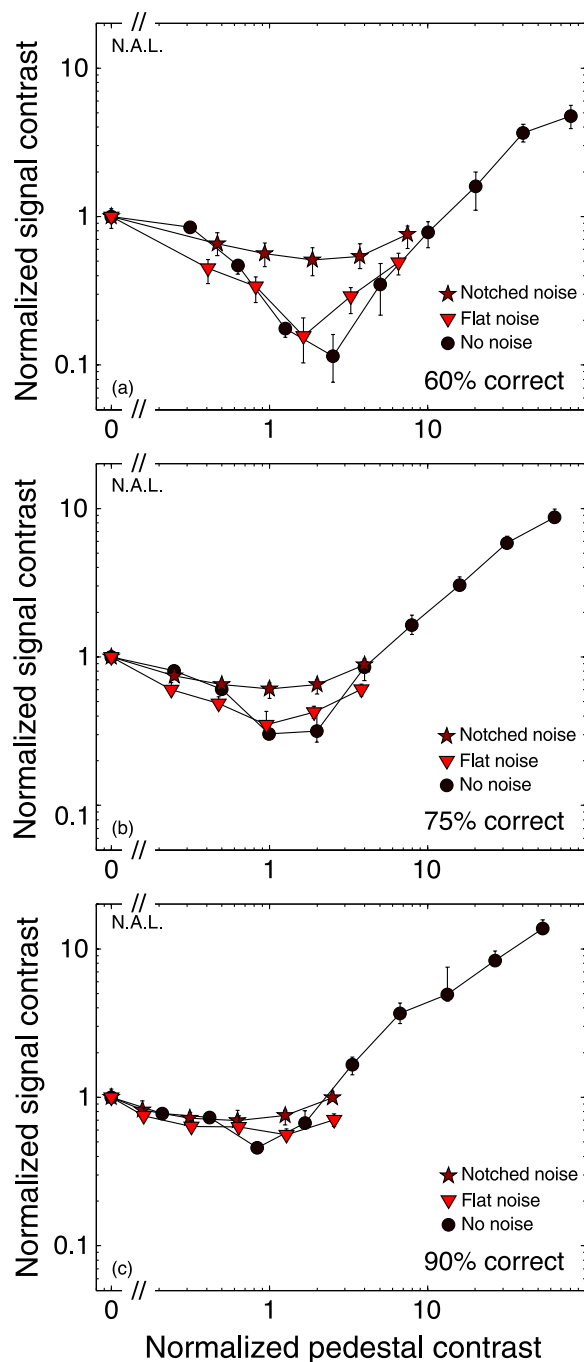 N.A.L.
10
1
0.1
Normalized signal contrast
Notched noise
Flat noise
No noise
(a)
60% correct
//
0
1
10
//
N.A.L.
10
1
0.1
Normalized signal contrast
Notched noise
Flat noise
No noise
(b)
75% correct
//
0
1
10
//
N.A.L.
10
1
0.1
Normalized signal contrast
Notched noise
Flat noise
No noise
(c)
90% correct
//
0
1
10
//
Normalized pedestal contrast